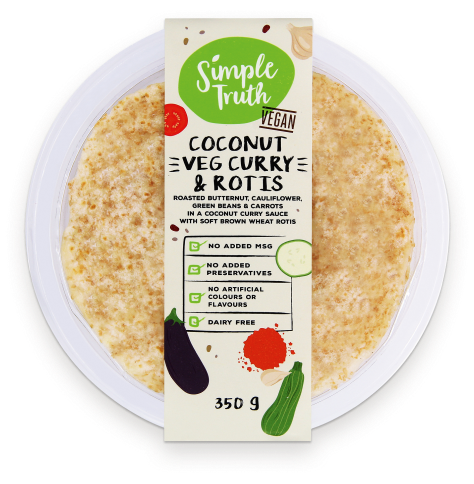 Simple
Truth
VEGAN
COCONUT
VEG CURRY
& ROTIS
ROASTED BUTTERNUT, CAULIFLOWER,
GREEN BEANS & CARROTS
IN A COCONUT CURRY SAUCE
WITH SOFT BROWN WHEAT ROTIS
NO ADDED MSG
NO ADDED
PRESERVATIVES
NO ARTIFICIAL
COLOURS OR
FLAVOURS
DAIRY FREE
350 g